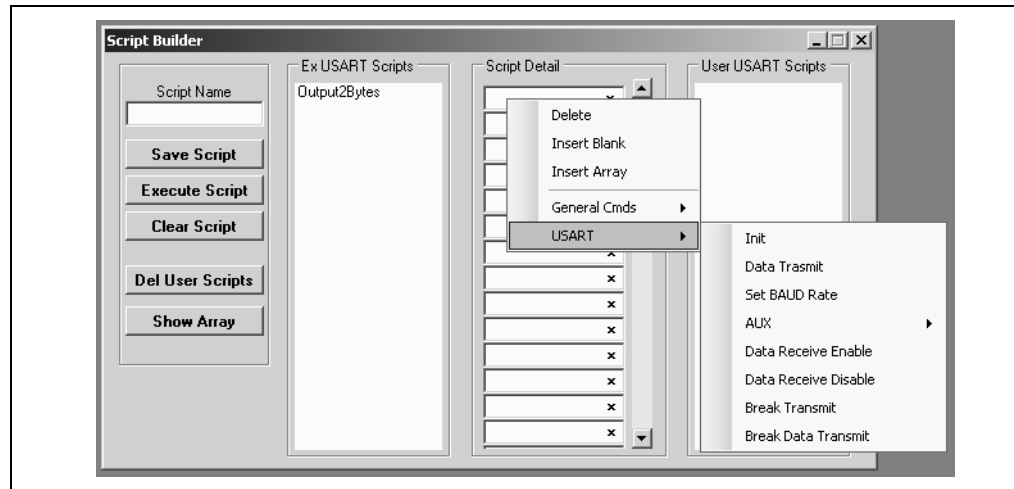 Script Builder
Script Name
Save Script
Execute Script
Clear Script
Del User Scripts
Show Array
Ex USART Scripts
Output2Bytes
Script Detail
User USART Scripts
Delete
Insert Blank
Insert Array
General Cmds
USART
Init
Data Trasmit
Set BAUD Rate
AUX
Data Receive Enable
Data Receive Disable
Break Transmit
Break Data Transmit